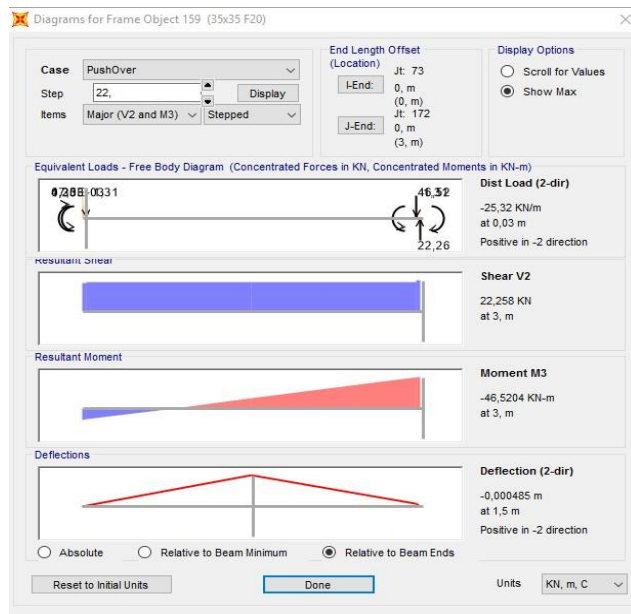 Diagrams for Frame Object 159 (35x35 F20)
Case PushOver
Step 22, Display
Items Major (V2 and M3) Stepped
End Length Offset
(Location)
Jt: 73
I-End: 0, m
(0, m)
Jt: 172
J-End: 0, m
(3, m)
Display Options
Scroll for Values
Show Max
Equivalent Loads - Free Body Diagram (Concentrated Forces in KN, Concentrated Moments in KN-m)
22,26
Dist Load (2-dir)
-25,32 KN/m
at 0,03 m
Positive in -2 direction
Resultant Shear
Shear V2
22,258 KN
at 3, m
Resultant Moment
Moment M3
-46,5204 KN-m
at 3, m
Deflections
Deflection (2-dir)
-0,000485 m
at 1,5 m
Positive in -2 direction
Absolute Relative to Beam Minimum Relative to Beam Ends
Reset to Initial Units Done Units KN, m, C